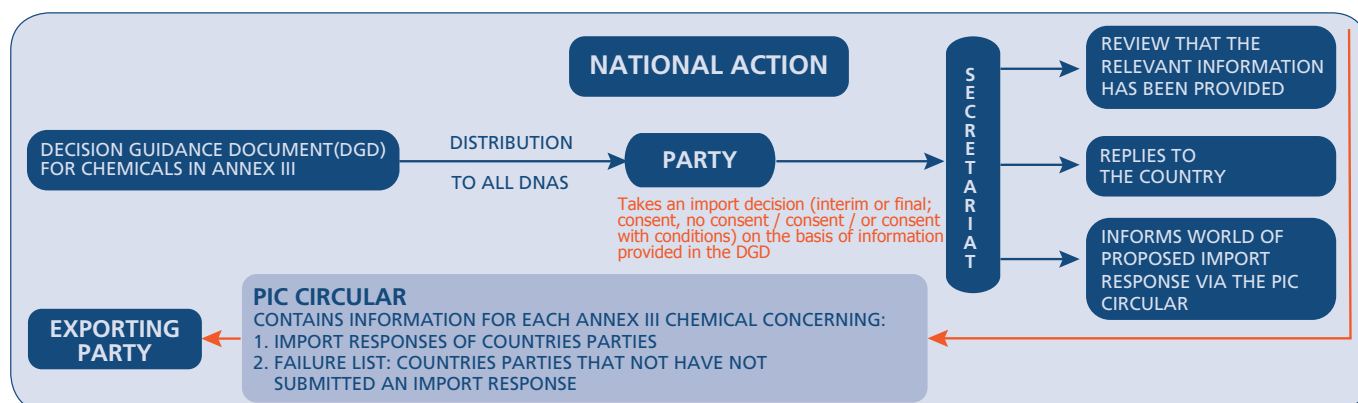 NATIONAL ACTION
DECISION GUIDANCE DOCUMENT(DGD)
FOR CHEMICALS IN ANNEX III
DISTRIBUTION
TO ALL DNAS
PARTY
Takes an import decision (interim or final;
consent, no consent / consent / or consent
with conditions) on the basis of information
provided in the DGD
SECRETARIAT
REVIEW THAT THE
RELEVANT INFORMATION
HAS BEEN PROVIDED
REPLIES TO
THE COUNTRY
INFORMS WORLD OF
PROPOSED IMPORT
RESPONSE VIA THE PIC
CIRCULAR
PIC CIRCULAR
CONTAINS INFORMATION FOR EACH ANNEX III CHEMICAL CONCERNING:
1. IMPORT RESPONSES OF COUNTRIES PARTIES
2. FAILURE LIST: COUNTRIES PARTIES THAT NOT HAVE NOT
SUBMITTED AN IMPORT RESPONSE
EXPORTING
PARTY